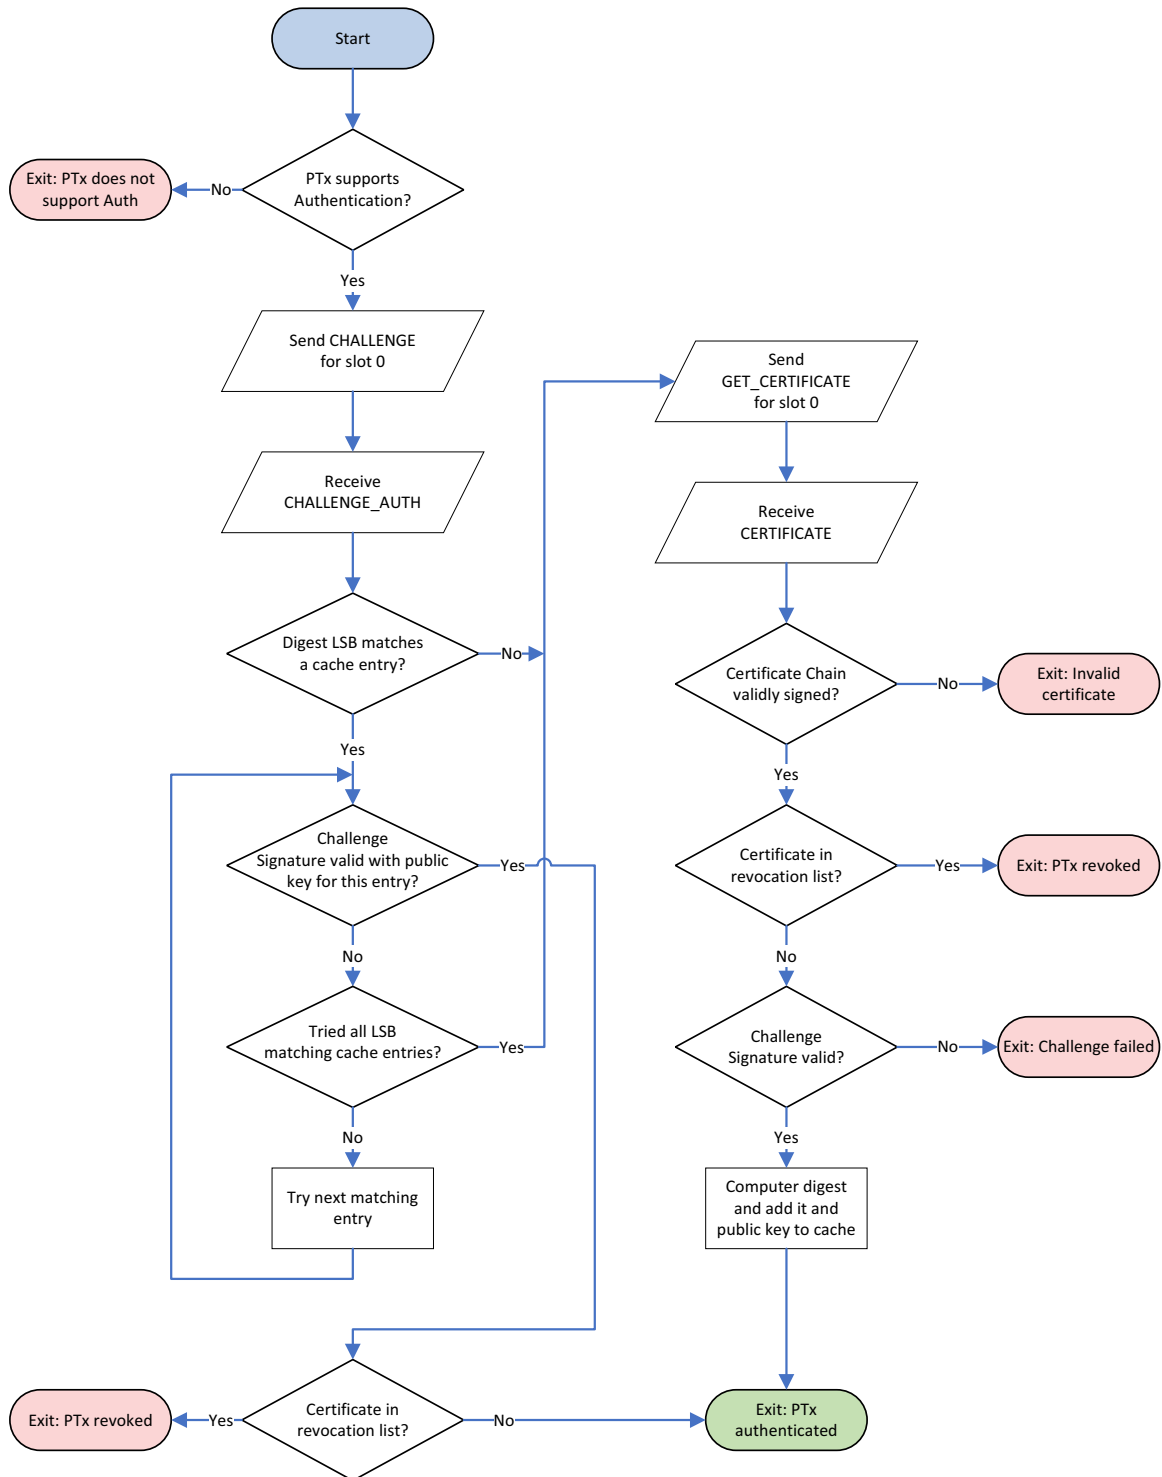 Start
PTx supports
Authentication?
No
Exit: PTx does not
support Auth
Yes
Send CHALLENGE
for slot 0
Receive
CHALLENGE_AUTH
Digest LSB matches
a cache entry?
No
Yes
Challenge
Signature valid with public
key for this entry?
Yes
No
Tried all LSB
matching cache entries?
Yes
No
Try next matching
entry
Send
GET_CERTIFICATE
for slot 0
Receive
CERTIFICATE
Certificate Chain
validly signed?
No
Exit: Invalid
certificate
Yes
Certificate in
revocation list?
Yes
Exit: PTx revoked
No
Challenge
Signature valid?
No
Exit: Challenge failed
Yes
Computer digest
and add it and
public key to cache
Certificate in
revocation list?
Yes
Exit: PTx revoked
No
Exit: PTx
authenticated